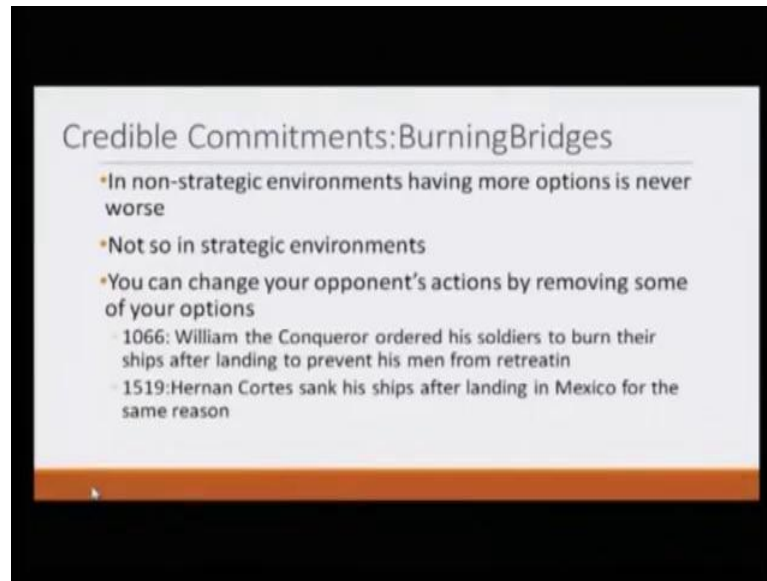 Credible Commitments:BurningBridges
•In non-strategic environments having more options is never
worse
•Not so in strategic environments
•You can change your opponent's actions by removing some
of your options
1066: William the Conqueror ordered his soldiers to burn their
ships after landing to prevent his men from retreatin
1519:Hernan Cortes sank his ships after landing in Mexico for the
same reason